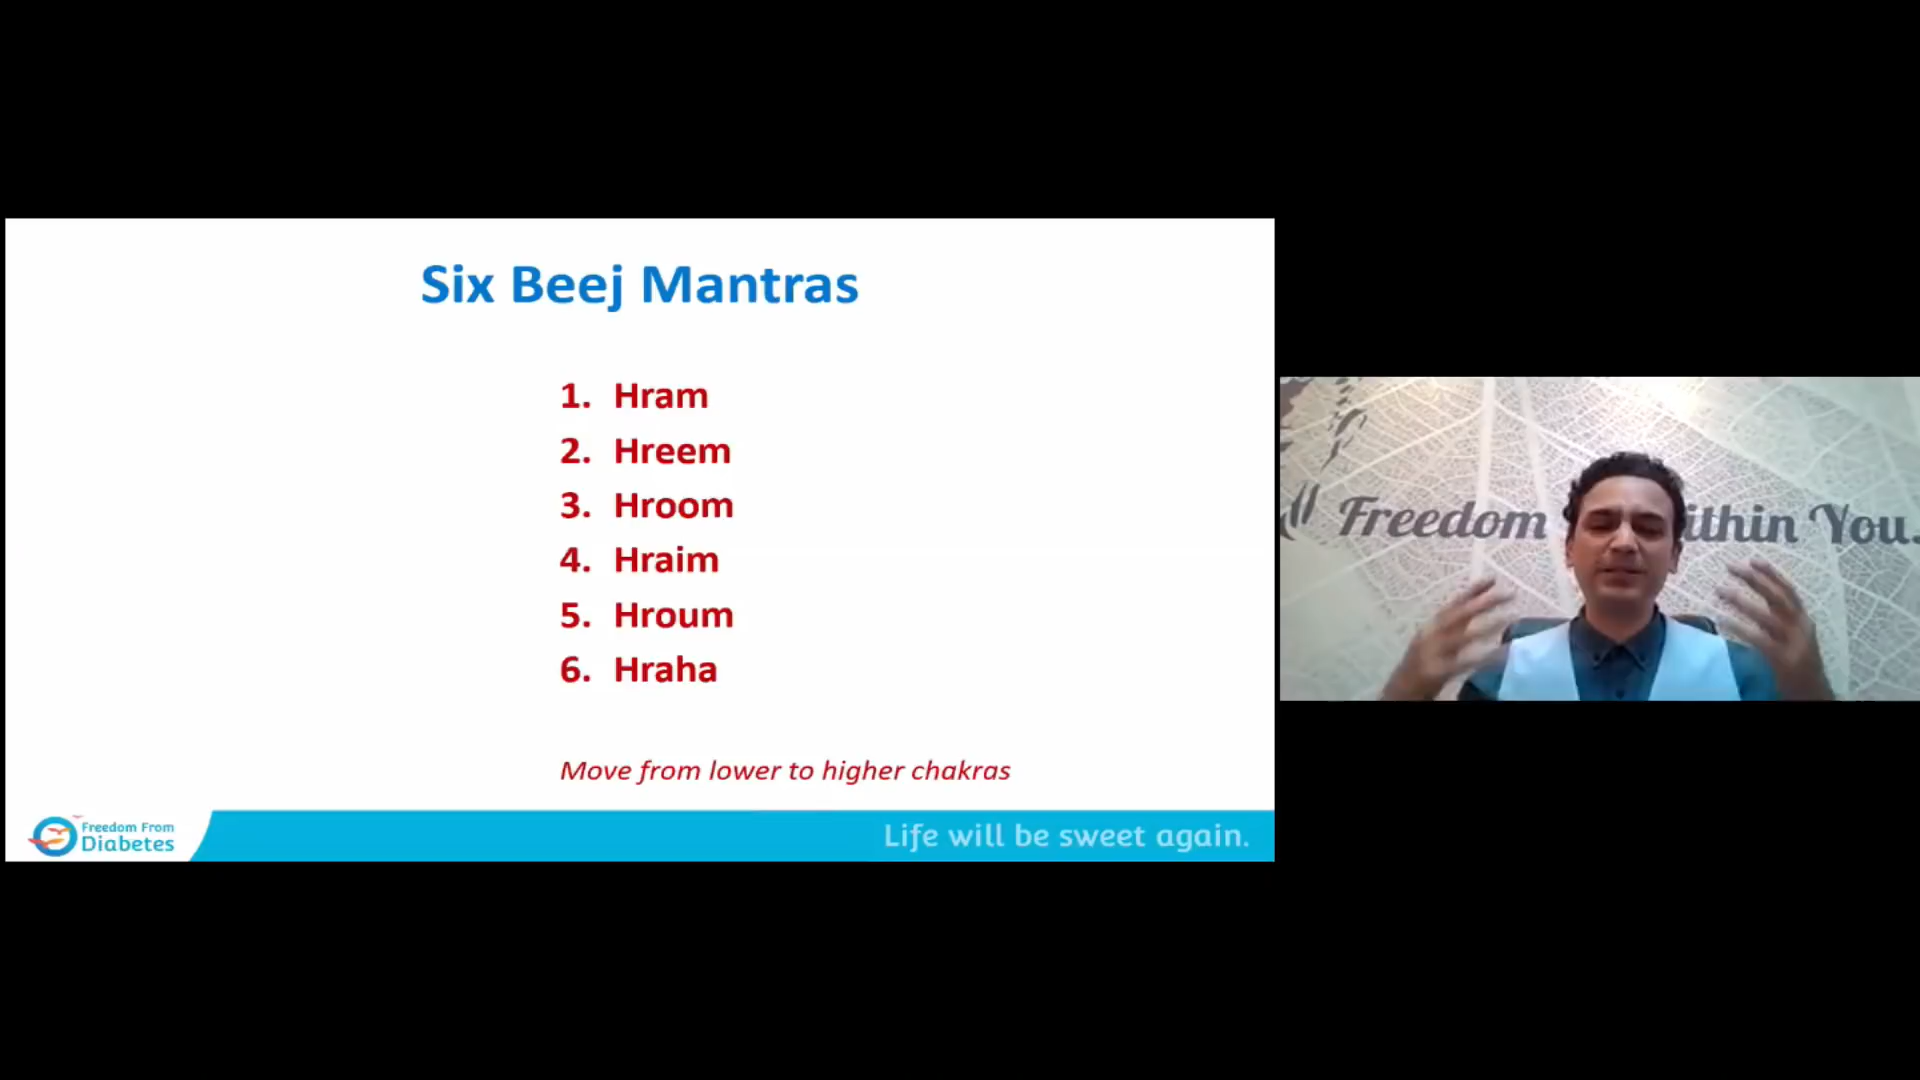 Six Beej Mantras
1. Hram
2. Hreem
3. Hroom
4. Hraim
5. Hroum
6. Hraha
Move from lower to higher chakras
Freedom From
Diabetes
Life will be sweet again.
Freedom ithin You.